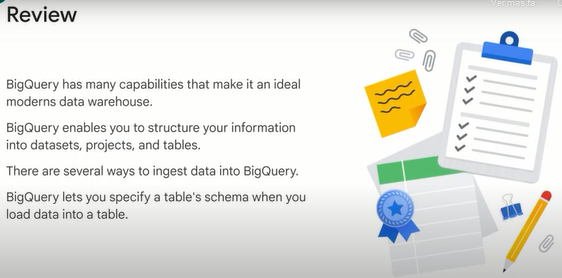 Review
BigQuery has many capabilities that make it an ideal
moderns data warehouse.
BigQuery enables you to structure your information
into datasets, projects, and tables.
There are several ways to ingest data into BigQuery.
BigQuery lets you specify a table's schema when you
load data into a table.